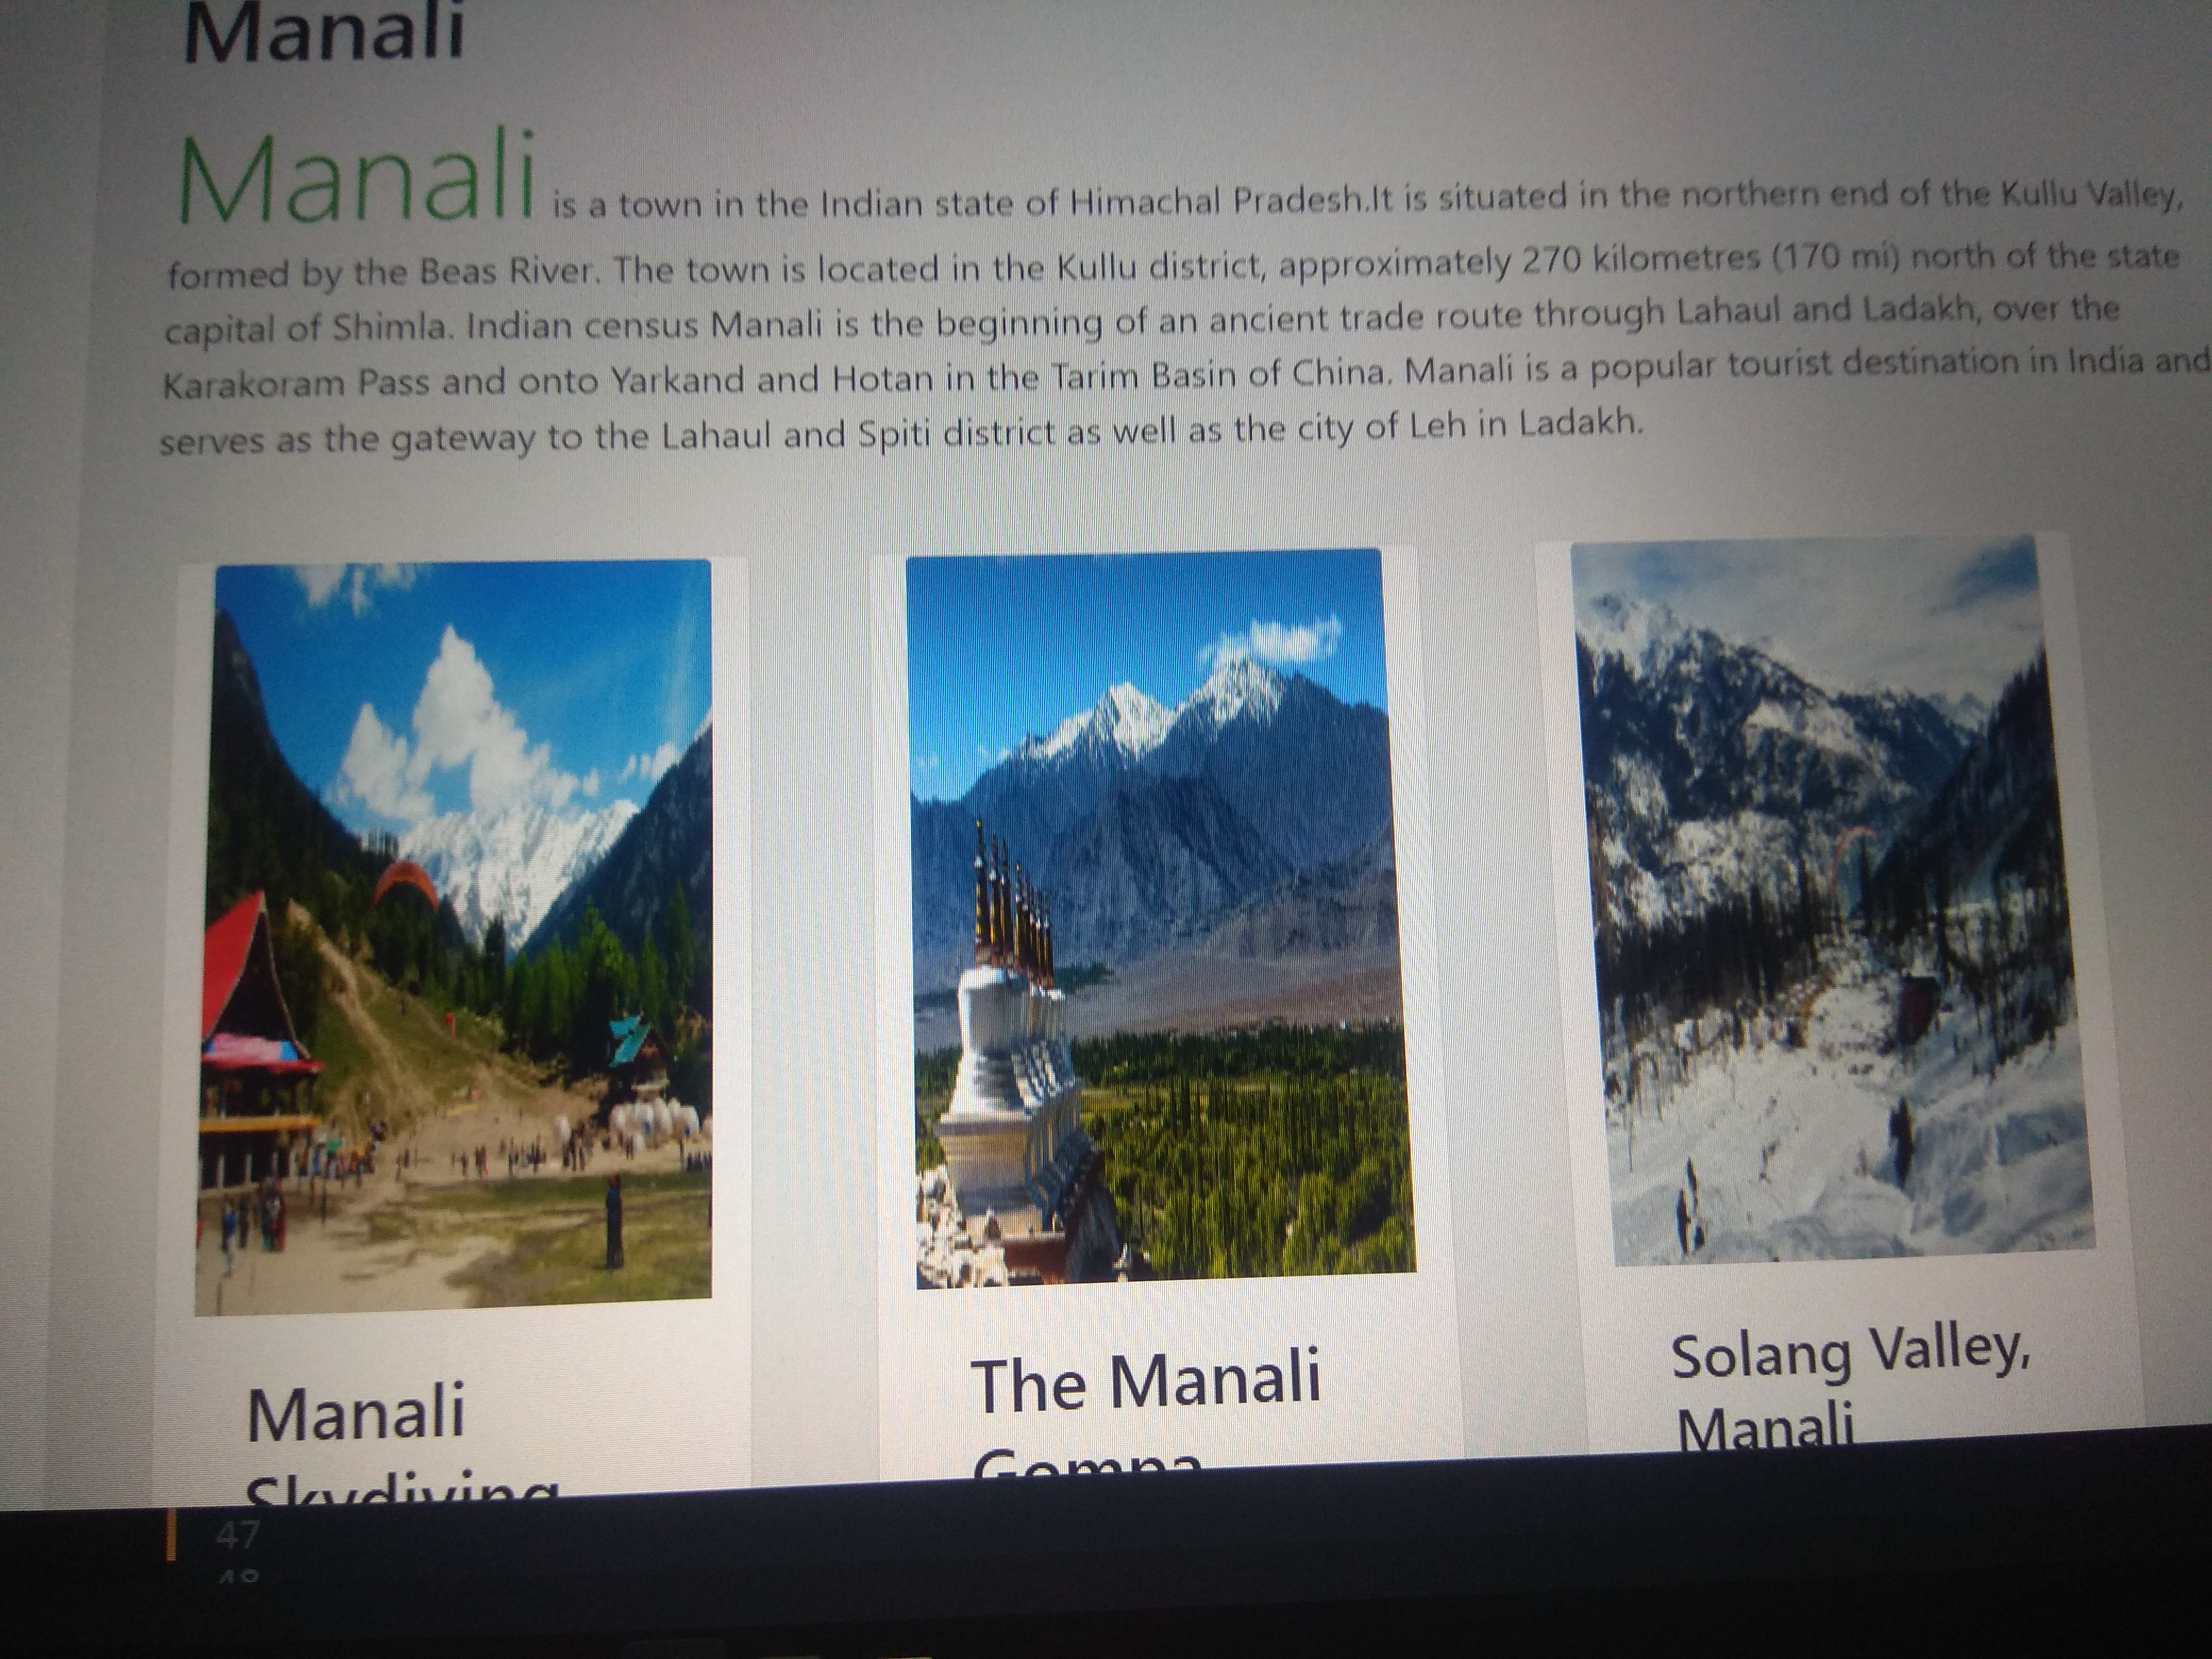 Manali
Manali is a town in the Indian state of Himachal Pradesh.It is situated in the northern end of the Kullu Valley,
formed by the Beas River. The town is located in the Kullu district, approximately 270 kilometres (170 mi) north of the state
capital of Shimla. Indian census Manali is the beginning of an ancient trade route through Lahaul and Ladakh, over the
Karakoram Pass and onto Yarkand and Hotan in the Tarim Basin of China. Manali is a popular tourist destination in India and
serves as the gateway to the Lahaul and Spiti district as well as the city of Leh in Ladakh.
Manali
Skydiving
The Manali
Gompa
Solang Valley,
Manali
47
48